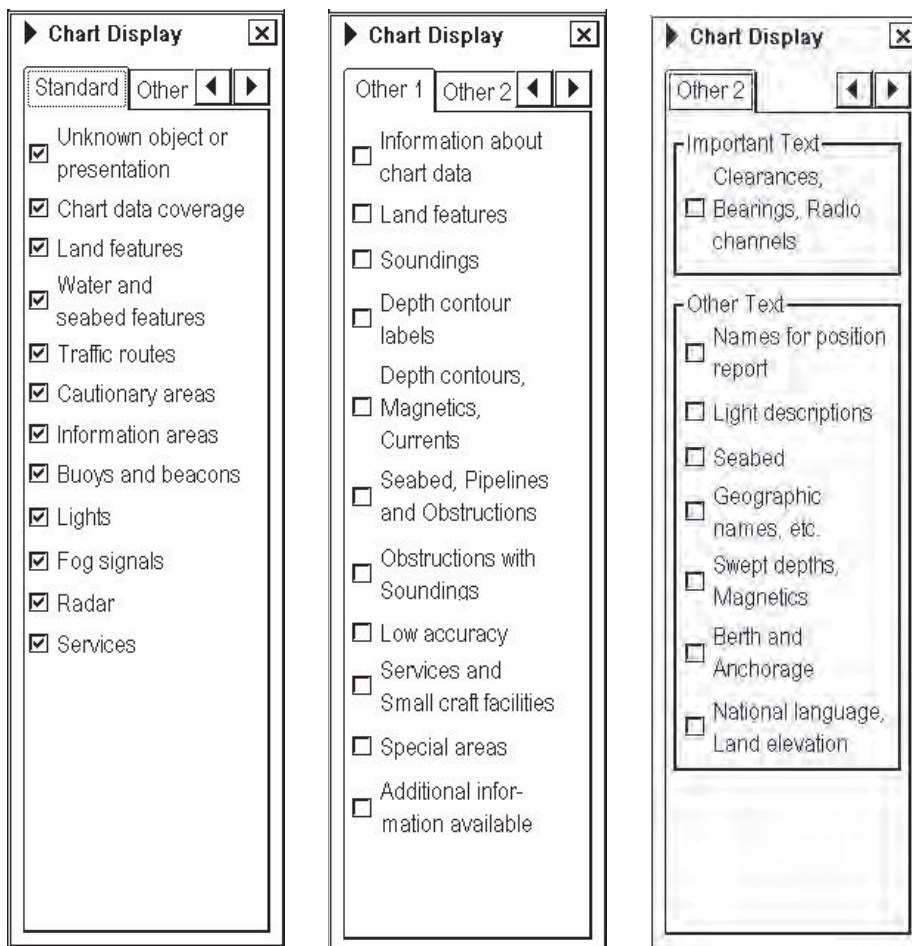 Chart Display
Standard
Other
Unknown object or
presentation
Chart data coverage
Land features
Water and
seabed features
Traffic routes
Cautionary areas
Information areas
Buoys and beacons
Lights
Fog signals
Radar
Services
Chart Display
Other 1
Other 2
Information about
chart data
Land features
Soundings
Depth contour
labels
Depth contours,
Magnetics,
Currents
Seabed, Pipelines
and Obstructions
Obstructions with
Soundings
Low accuracy
Services and
Small craft facilities
Special areas
Additional infor-
mation available
Chart Display
Other 2
Important Text
Clearances,
Bearings, Radio
channels
Other Text
Names for position
report
Light descriptions
Seabed
Geographic
names, etc.
Swept depths,
Magnetics
Berth and
Anchorage
National language,
Land elevation